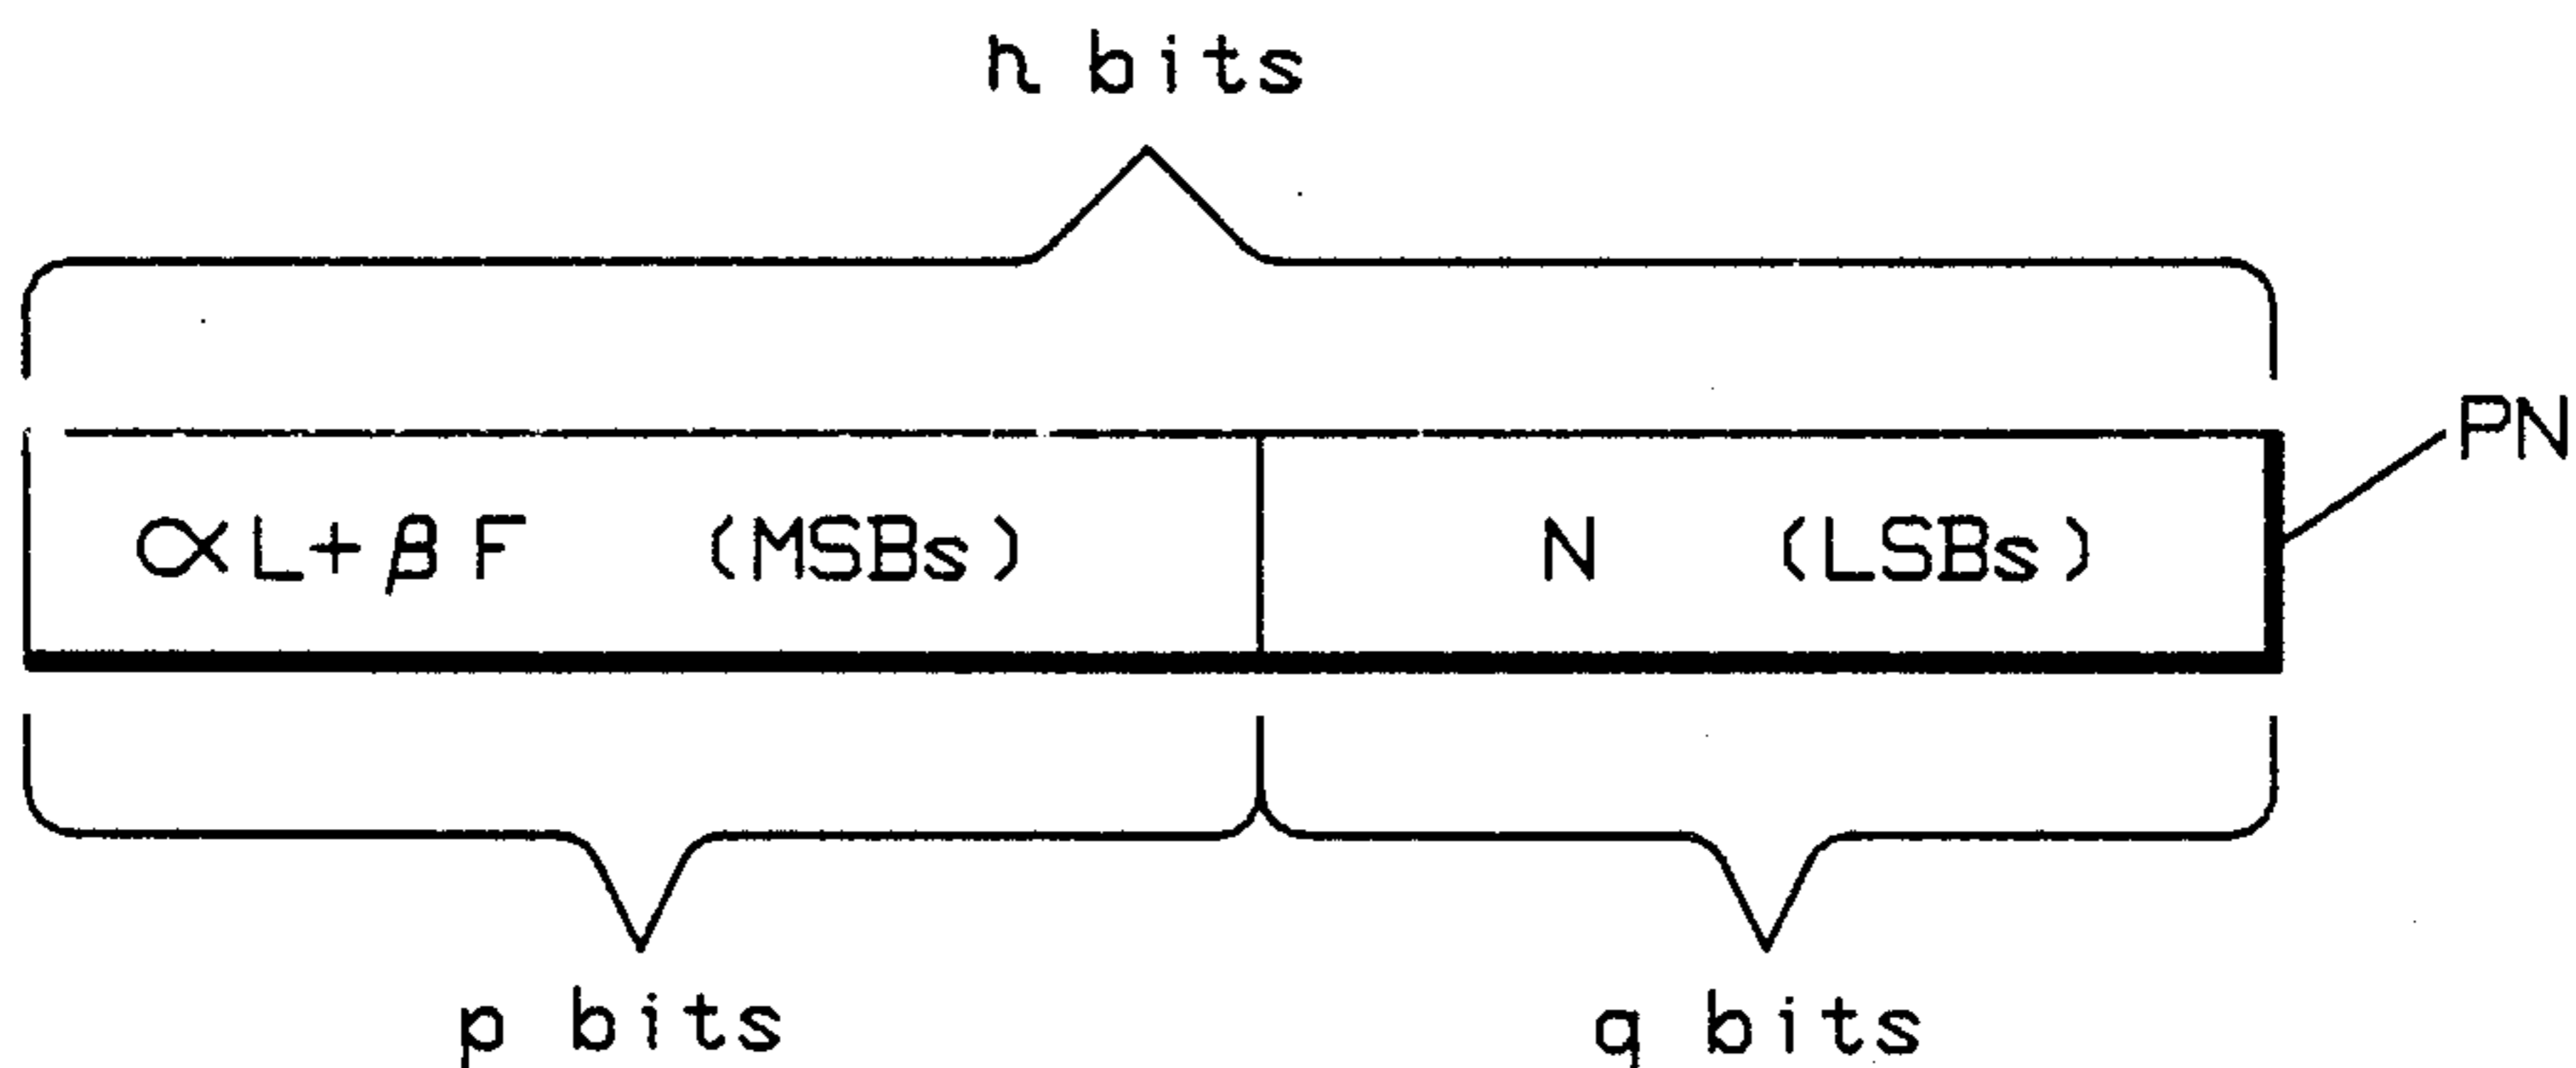 n bits
PN
αL+βF (MSBs) N (LSBs)
p bits q bits